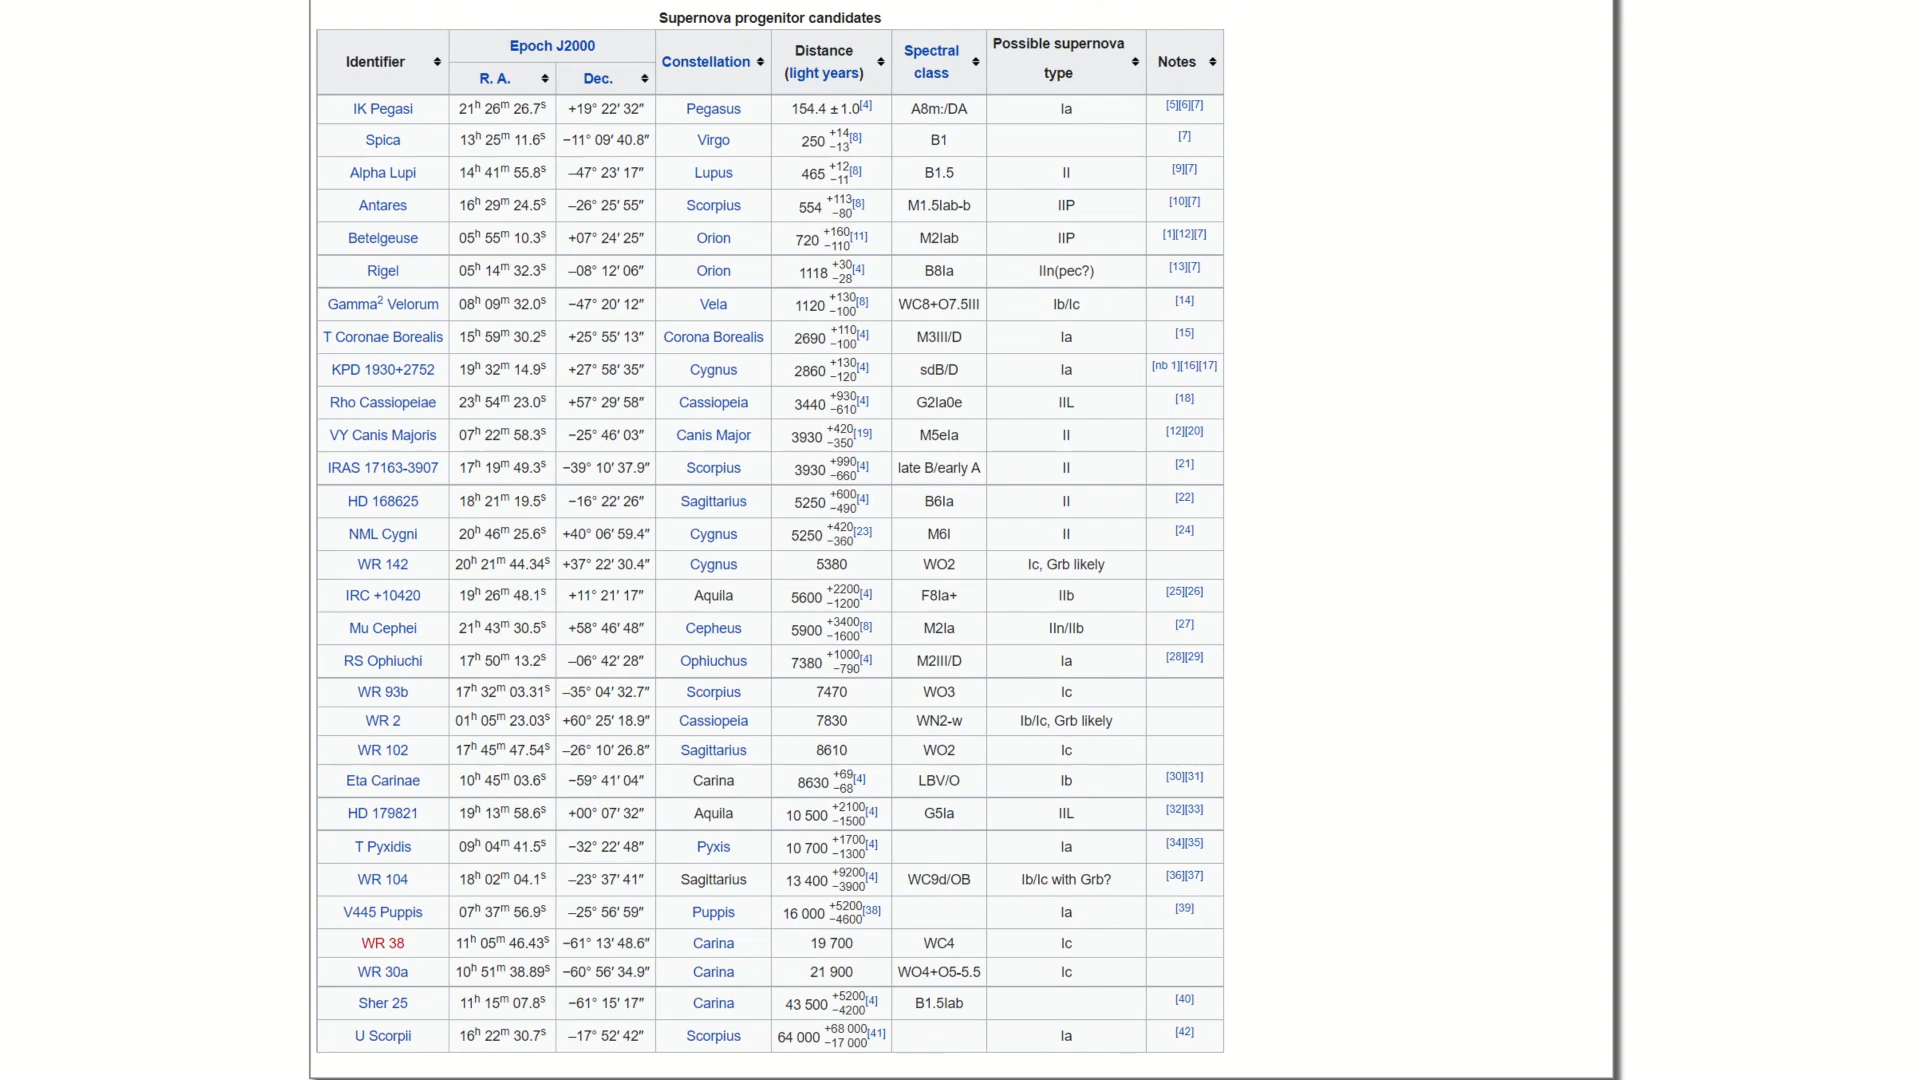 Supernova progenitor candidates
Identifier Epoch J2000 R. A. Dec. Constellation Distance (light years) Spectral class Possible supernova type Notes
IK Pegasi 21h 26m 26.7s +19° 22′ 32″ Pegasus 154.4 ±1.0[4] A8m:/DA Ia [5][6][7]
Spica 13h 25m 11.6s −11° 09′ 40.8″ Virgo 250 +14 −13[8] B1 [7]
Alpha Lupi 14h 41m 55.8s −47° 23′ 17″ Lupus 465 +12 −11[8] B1.5 II [9][7]
Antares 16h 29m 24.5s −26° 25′ 55″ Scorpius 554 +113 −80[8] M1.5Iab-b IIP [10][7]
Betelgeuse 05h 55m 10.3s +07° 24′ 25″ Orion 720 +160 −110[11] M2Iab IIP [1][12][7]
Rigel 05h 14m 32.3s −08° 12′ 06″ Orion 1118 +30 −28[4] B8Ia IIn(pec?) [13][7]
Gamma2 Velorum 08h 09m 32.0s −47° 20′ 12″ Vela 1120 +130 −100[8] WC8+O7.5III Ib/Ic [14]
T Coronae Borealis 15h 59m 30.2s +25° 55′ 13″ Corona Borealis 2690 +110 −100[4] M3III/D Ia [15]
KPD 1930+2752 19h 32m 14.9s +27° 58′ 35″ Cygnus 2860 +130 −120[4] sdB/D Ia [nb 1][16][17]
Rho Cassiopeiae 23h 54m 23.0s +57° 29′ 58″ Cassiopeia 3440 +930 −610[4] G2Ia0e IIL [18]
VY Canis Majoris 07h 22m 58.3s −25° 46′ 03″ Canis Major 3930 +420 −350[19] M5eIa II [12][20]
IRAS 17163-3907 17h 19m 49.3s −39° 10′ 37.9″ Scorpius 3930 +990 −660[4] late B/early A II [21]
HD 168625 18h 21m 19.5s −16° 22′ 26″ Sagittarius 5250 +600 −490[4] B6Ia II [22]
NML Cygni 20h 46m 25.6s +40° 06′ 59.4″ Cygnus 5250 +420 −360[23] M6I II [24]
WR 142 20h 21m 44.34s +37° 22′ 30.4″ Cygnus 5380 WO2 Ic, Grb likely
IRC +10420 19h 26m 48.1s +11° 21′ 17″ Aquila 5600 +2200 −1200[4] F8Ia+ IIb [25][26]
Mu Cephei 21h 43m 30.5s +58° 46′ 48″ Cepheus 5900 +3400 −1600[8] M2Ia IIn/IIb [27]
RS Ophiuchi 17h 50m 13.2s −06° 42′ 28″ Ophiuchus 7380 +1000 −790[4] M2III/D Ia [28][29]
WR 93b 17h 32m 03.31s −35° 04′ 32.7″ Scorpius 7470 WO3 Ic
WR 2 01h 05m 23.03s +60° 25′ 18.9″ Cassiopeia 7830 WN2-w Ib/Ic, Grb likely
WR 102 17h 45m 47.54s −26° 10′ 26.8″ Sagittarius 8610 WO2 Ic
Eta Carinae 10h 45m 03.6s −59° 41′ 04″ Carina 8630 +69 −68[4] LBV/O Ib [30][31]
HD 179821 19h 13m 58.6s +00° 07′ 32″ Aquila 10 500 +2100 −1500[4] G5Ia IIL [32][33]
T Pyxidis 09h 04m 41.5s −32° 22′ 48″ Pyxis 10 700 +1700 −1300[4] Ia [34][35]
WR 104 18h 02m 04.1s −23° 37′ 41″ Sagittarius 13 400 +9200 −3900[4] WC9d/OB Ib/Ic with Grb? [36][37]
V445 Puppis 07h 37m 56.9s −25° 56′ 59″ Puppis 16 000 +5200 −4600[38] Ia [39]
WR 38 11h 05m 46.43s −61° 13′ 48.6″ Carina 19 700 WC4 Ic
WR 30a 10h 51m 38.89s −60° 56′ 34.9″ Carina 21 900 WO4+O5-5.5 Ic
Sher 25 11h 15m 07.8s −61° 15′ 17″ Carina 43 500 +5200 −4200[4] B1.5Iab [40]
U Scorpii 16h 22m 30.7s −17° 52′ 42″ Scorpius 64 000 +68 000 −17 000[41] Ia [42]